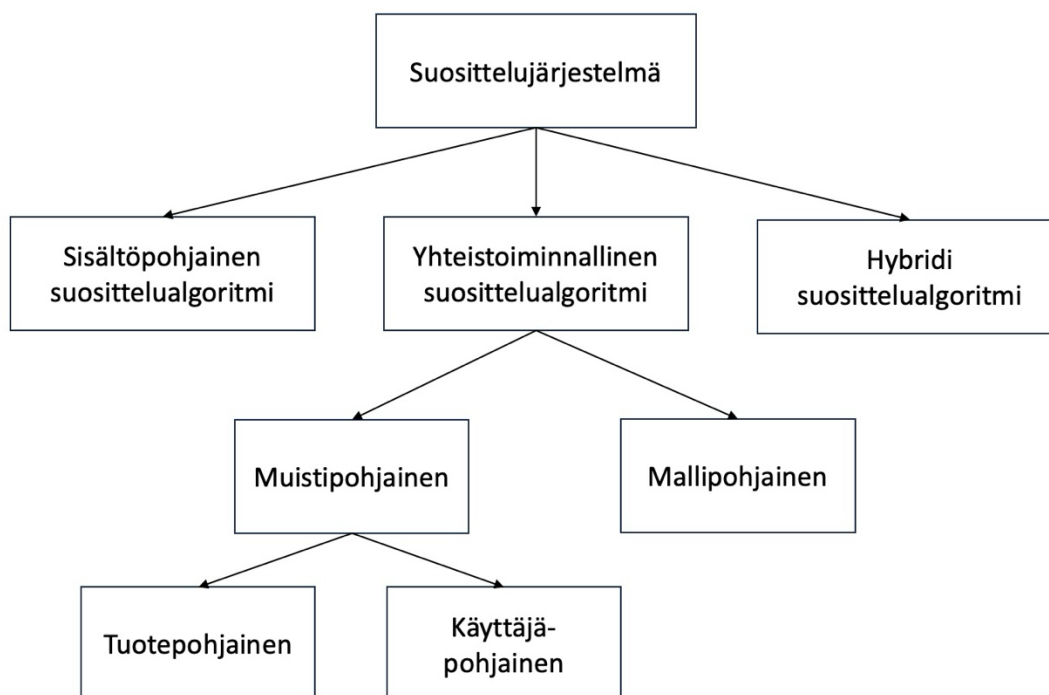 Suosittelujärjestelmä
Sisältöpohjainen
suosittelualgoritmi
Yhteistoiminnallinen
suosittelualgoritmi
Hybridi
suosittelualgoritmi
Muistipohjainen
Mallipohjainen
Tuotepohjainen
Käyttäjä-
pohjainen